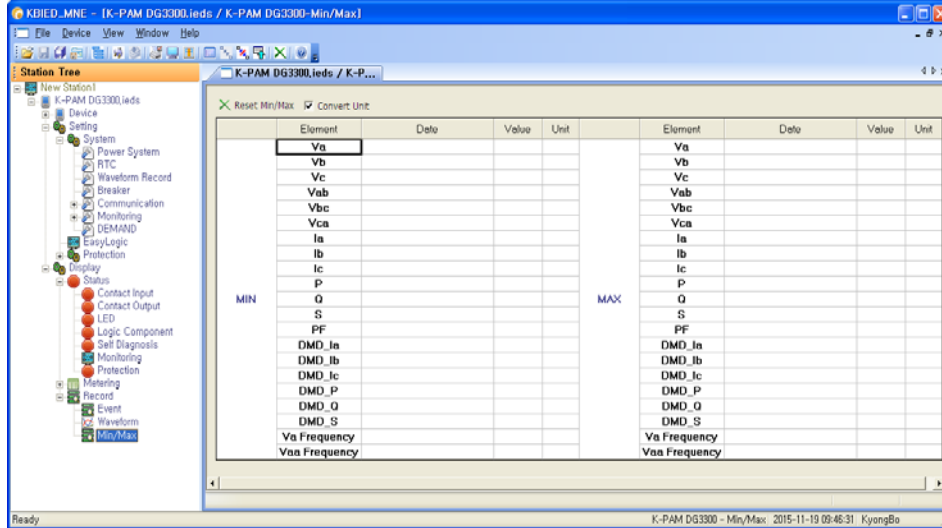 KBIED_MNE - [K-PAM DG3300.ieds / K-PAM DG3300-Min/Max]
File Device View Window Help
Station Tree
K-PAM DG3300.ieds / K-P...
New Station1
K-PAM DG3300.ieds
Device
Setting
System
Power System
RTC
Waveform Record
Breaker
Communication
Monitoring
DEMAND
EasyLogic
Protection
Display
Status
Contact Input
Contact Output
LED
Logic Component
Self Diagnosis
Monitoring
Protection
Metering
Record
Event
Waveform
Min/Max
Reset Min/Max Convert Unit
Element Date Value Unit Element Date Value Unit
Va Va
Vb Vb
Vc Vc
Vab Vab
Vbc Vbc
Vca Vca
Ia Ia
Ib Ib
Ic Ic
P P
MIN Q MAX Q
S S
PF PF
DMD_Ia DMD_Ia
DMD_Ib DMD_Ib
DMD_Ic DMD_Ic
DMD_P DMD_P
DMD_Q DMD_Q
DMD_S DMD_S
Va Frequency Va Frequency
Vaa Frequency Vaa Frequency
Ready K-PAM DG3300 - Min/Max 2015-11-19 09:46:31 KyongBo